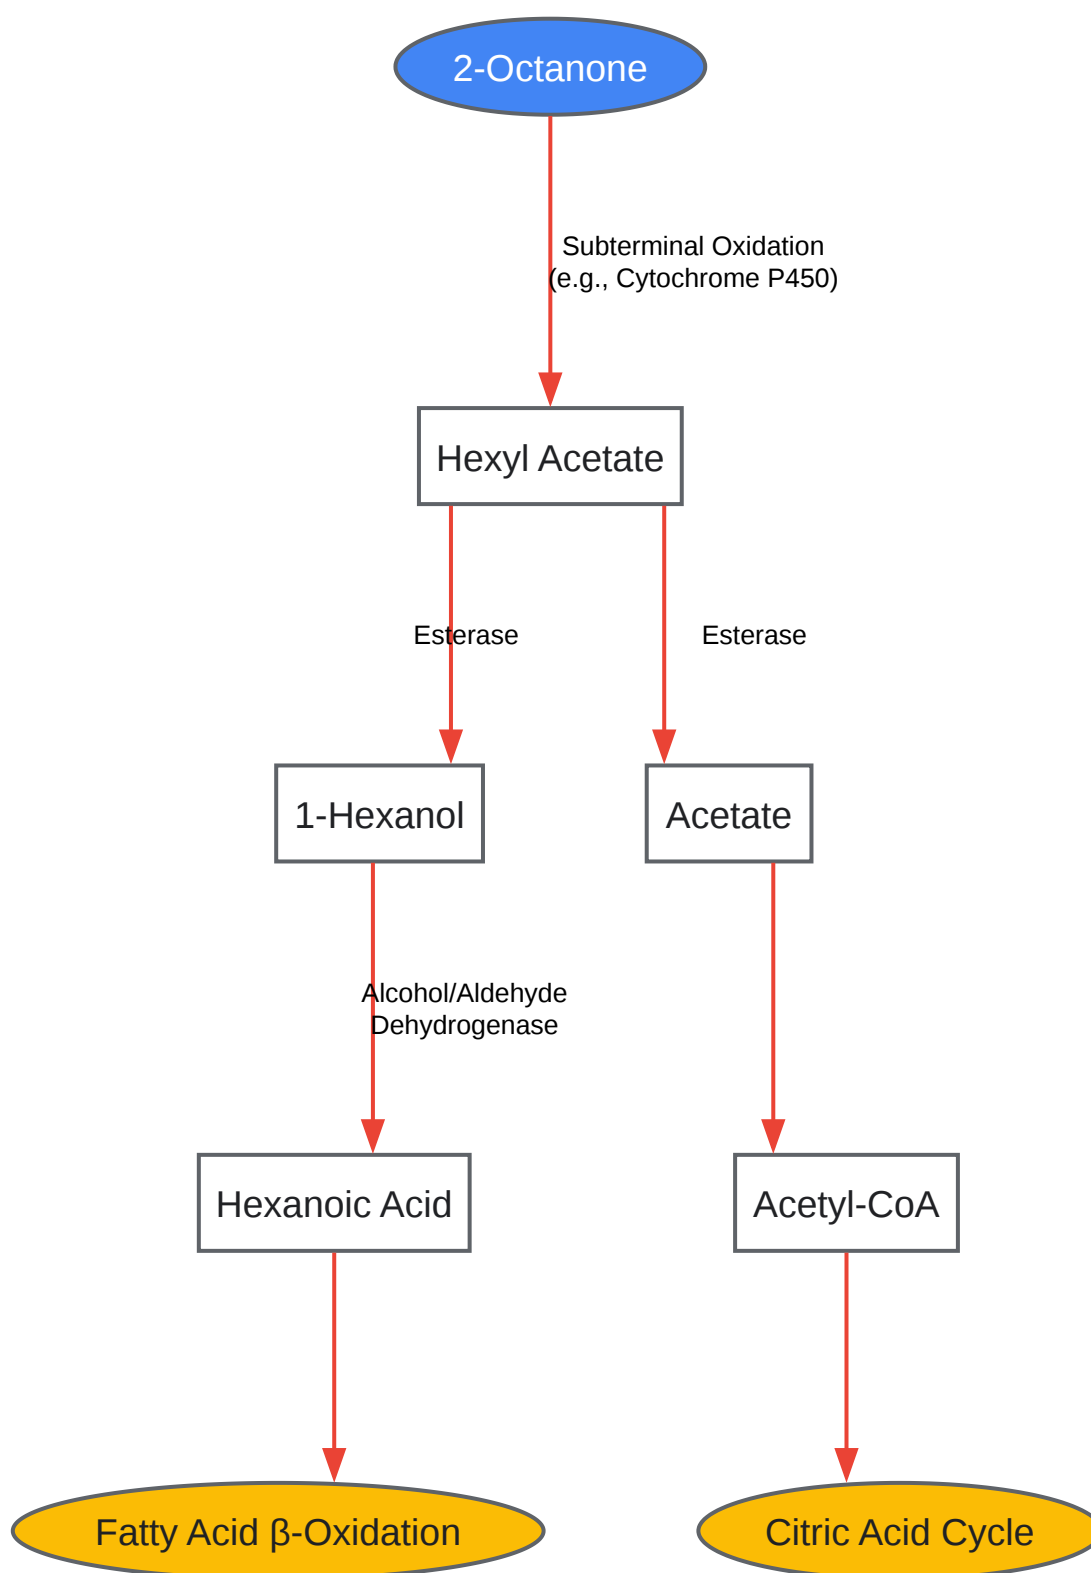 2-Octanone
Subterminal Oxidation
(e.g., Cytochrome P450)
Hexyl Acetate
Esterase
Esterase
1-Hexanol
Acetate
Alcohol/Aldehyde
Dehydrogenase
Hexanoic Acid
Acetyl-CoA
Fatty Acid β-Oxidation
Citric Acid Cycle